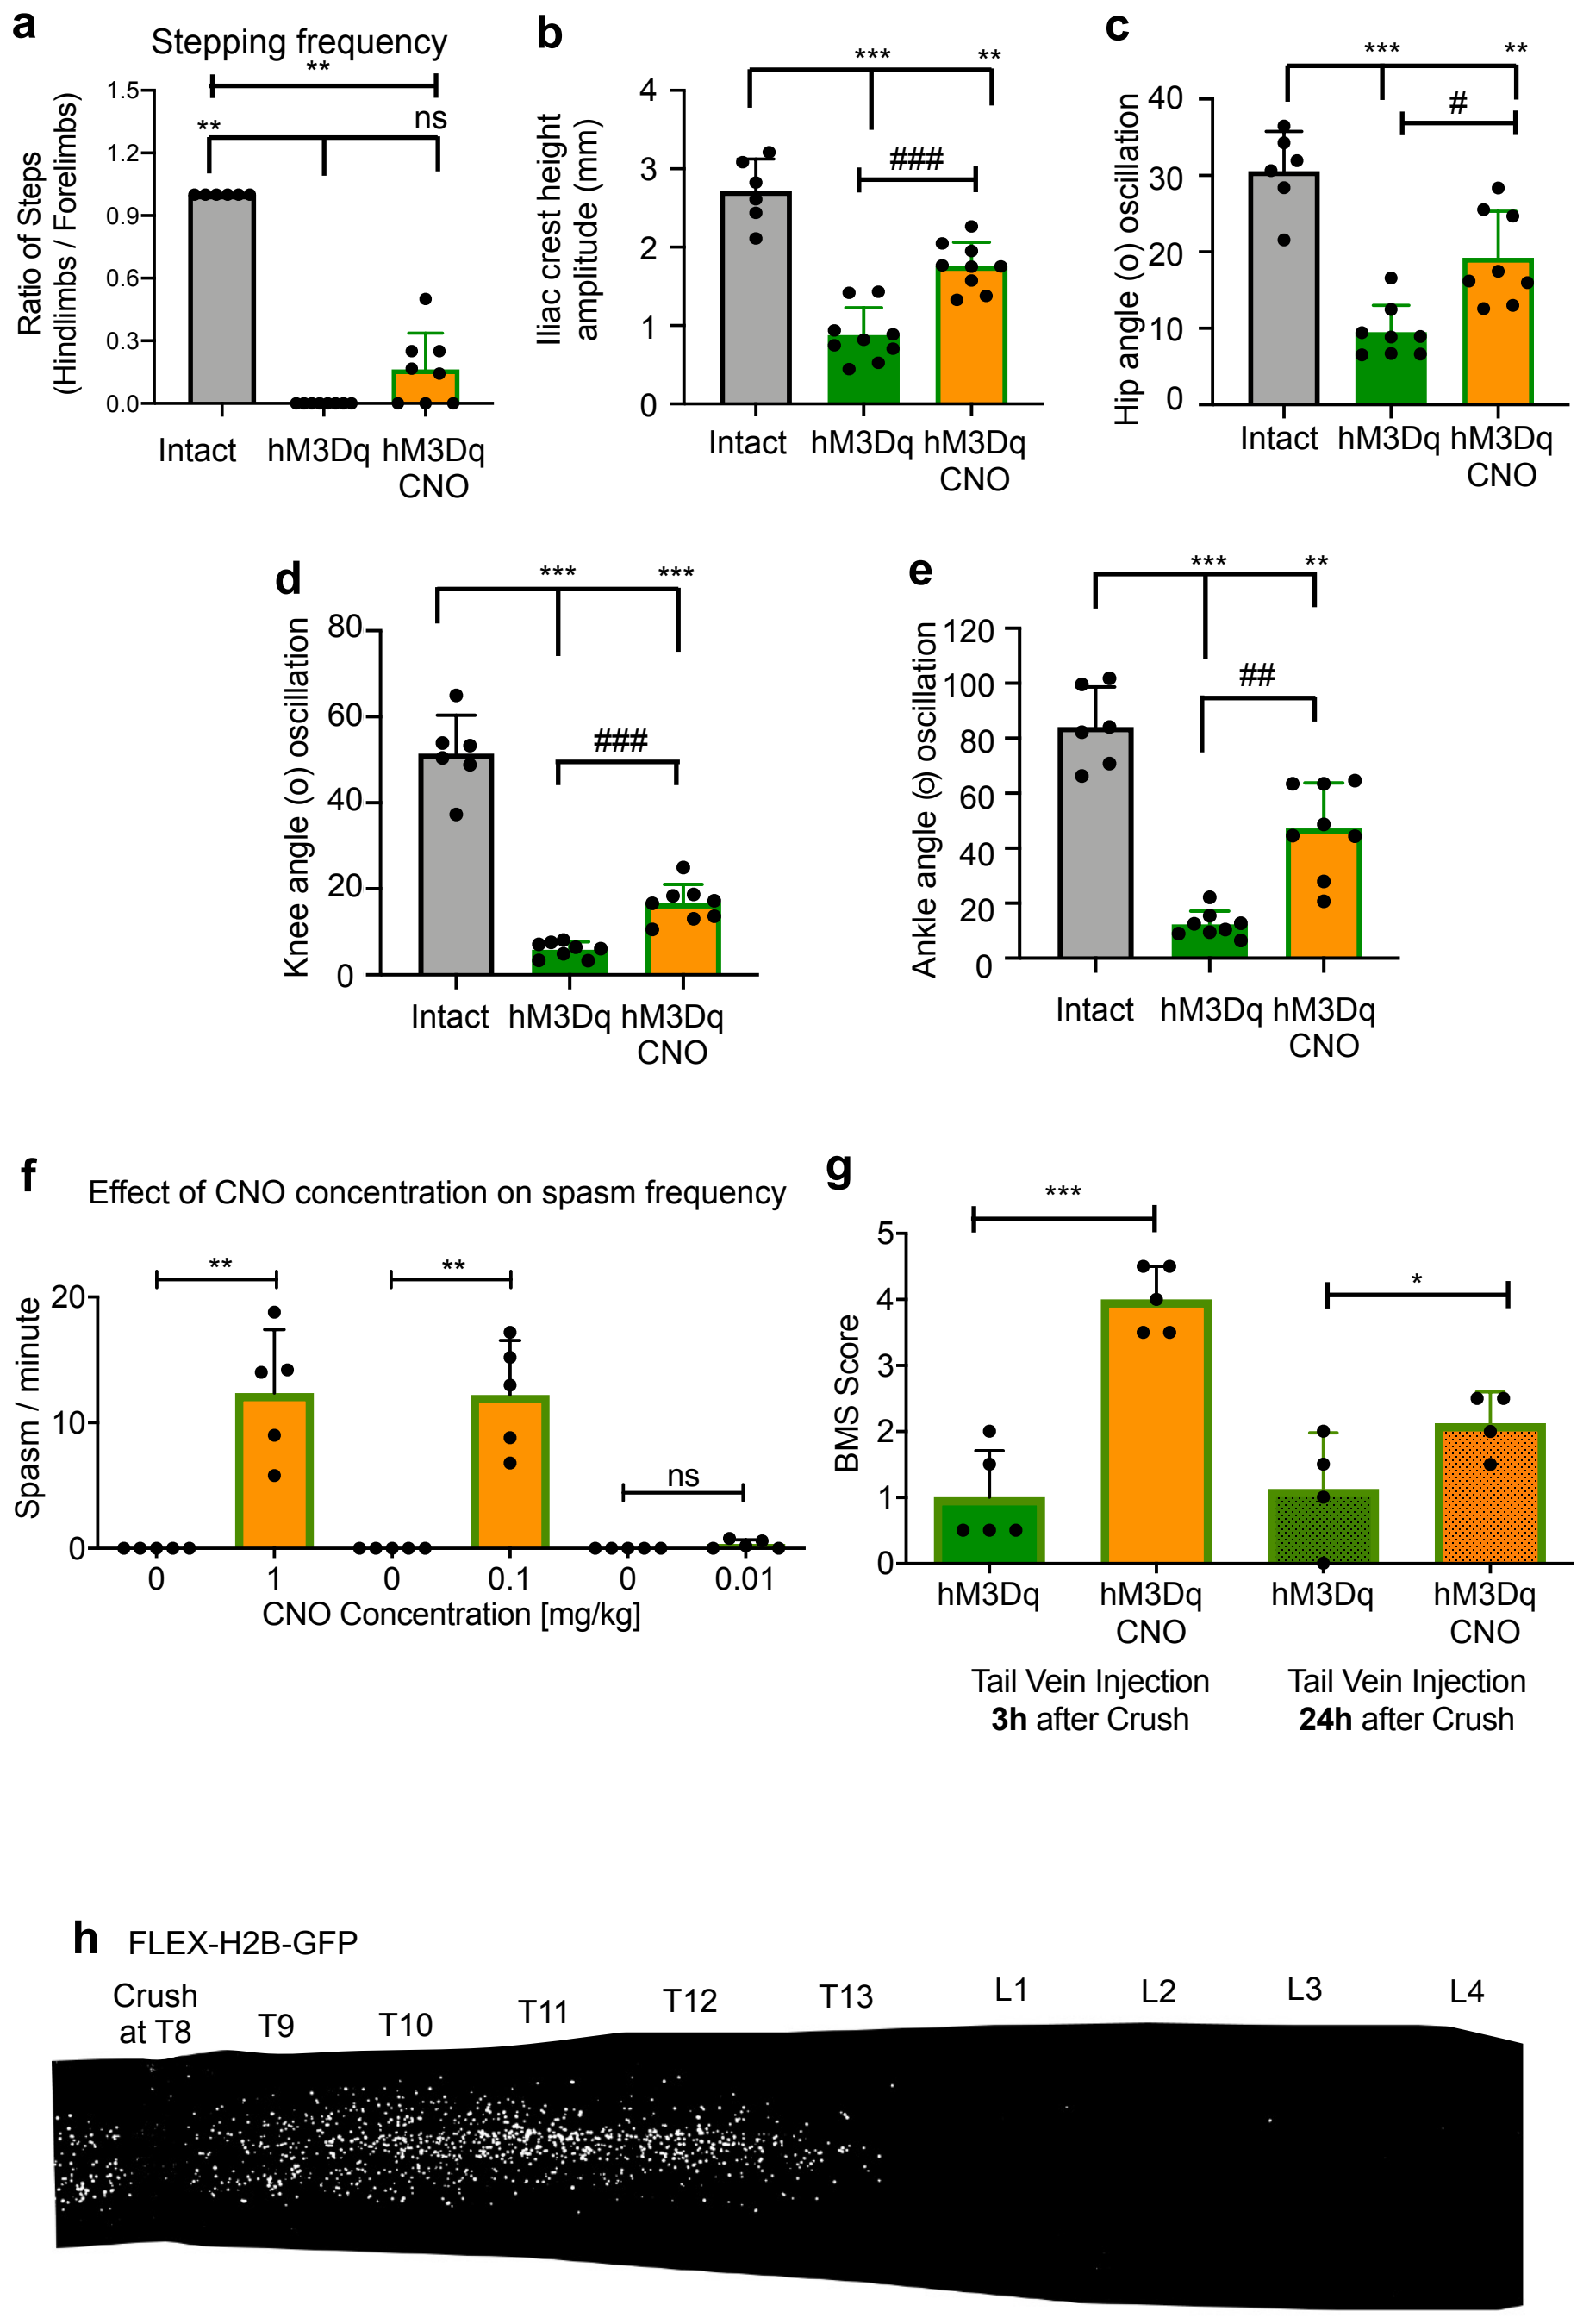 a
Stepping frequency
**
** ns
Ratio of Steps
(Hindlimbs / Forelimbs)
1.5
1.2
0.9
0.6
0.3
0.0
Intact hM3Dq hM3Dq
CNO
b
*** **
###
Iliac crest height
amplitude (mm)
4
3
2
1
0
Intact hM3Dq hM3Dq
CNO
c
*** **
#
Hip angle (o) oscillation
40
30
20
10
0
Intact hM3Dq hM3Dq
CNO
d
*** ***
###
Knee angle (o) oscillation
80
60
40
20
0
Intact hM3Dq hM3Dq
CNO
e
*** **
##
Ankle angle (o) oscillation
120
100
80
60
40
20
0
Intact hM3Dq hM3Dq
CNO
f
Effect of CNO concentration on spasm frequency
** **
ns
Spasm / minute
20
10
0
0 1 0 0.1 0 0.01
CNO Concentration [mg/kg]
g
***
*
BMS Score
5
4
3
2
1
0
hM3Dq hM3Dq hM3Dq hM3Dq
CNO CNO
Tail Vein Injection Tail Vein Injection
3h after Crush 24h after Crush
h FLEX-H2B-GFP
Crush
at T8 T9 T10 T11 T12 T13 L1 L2 L3 L4